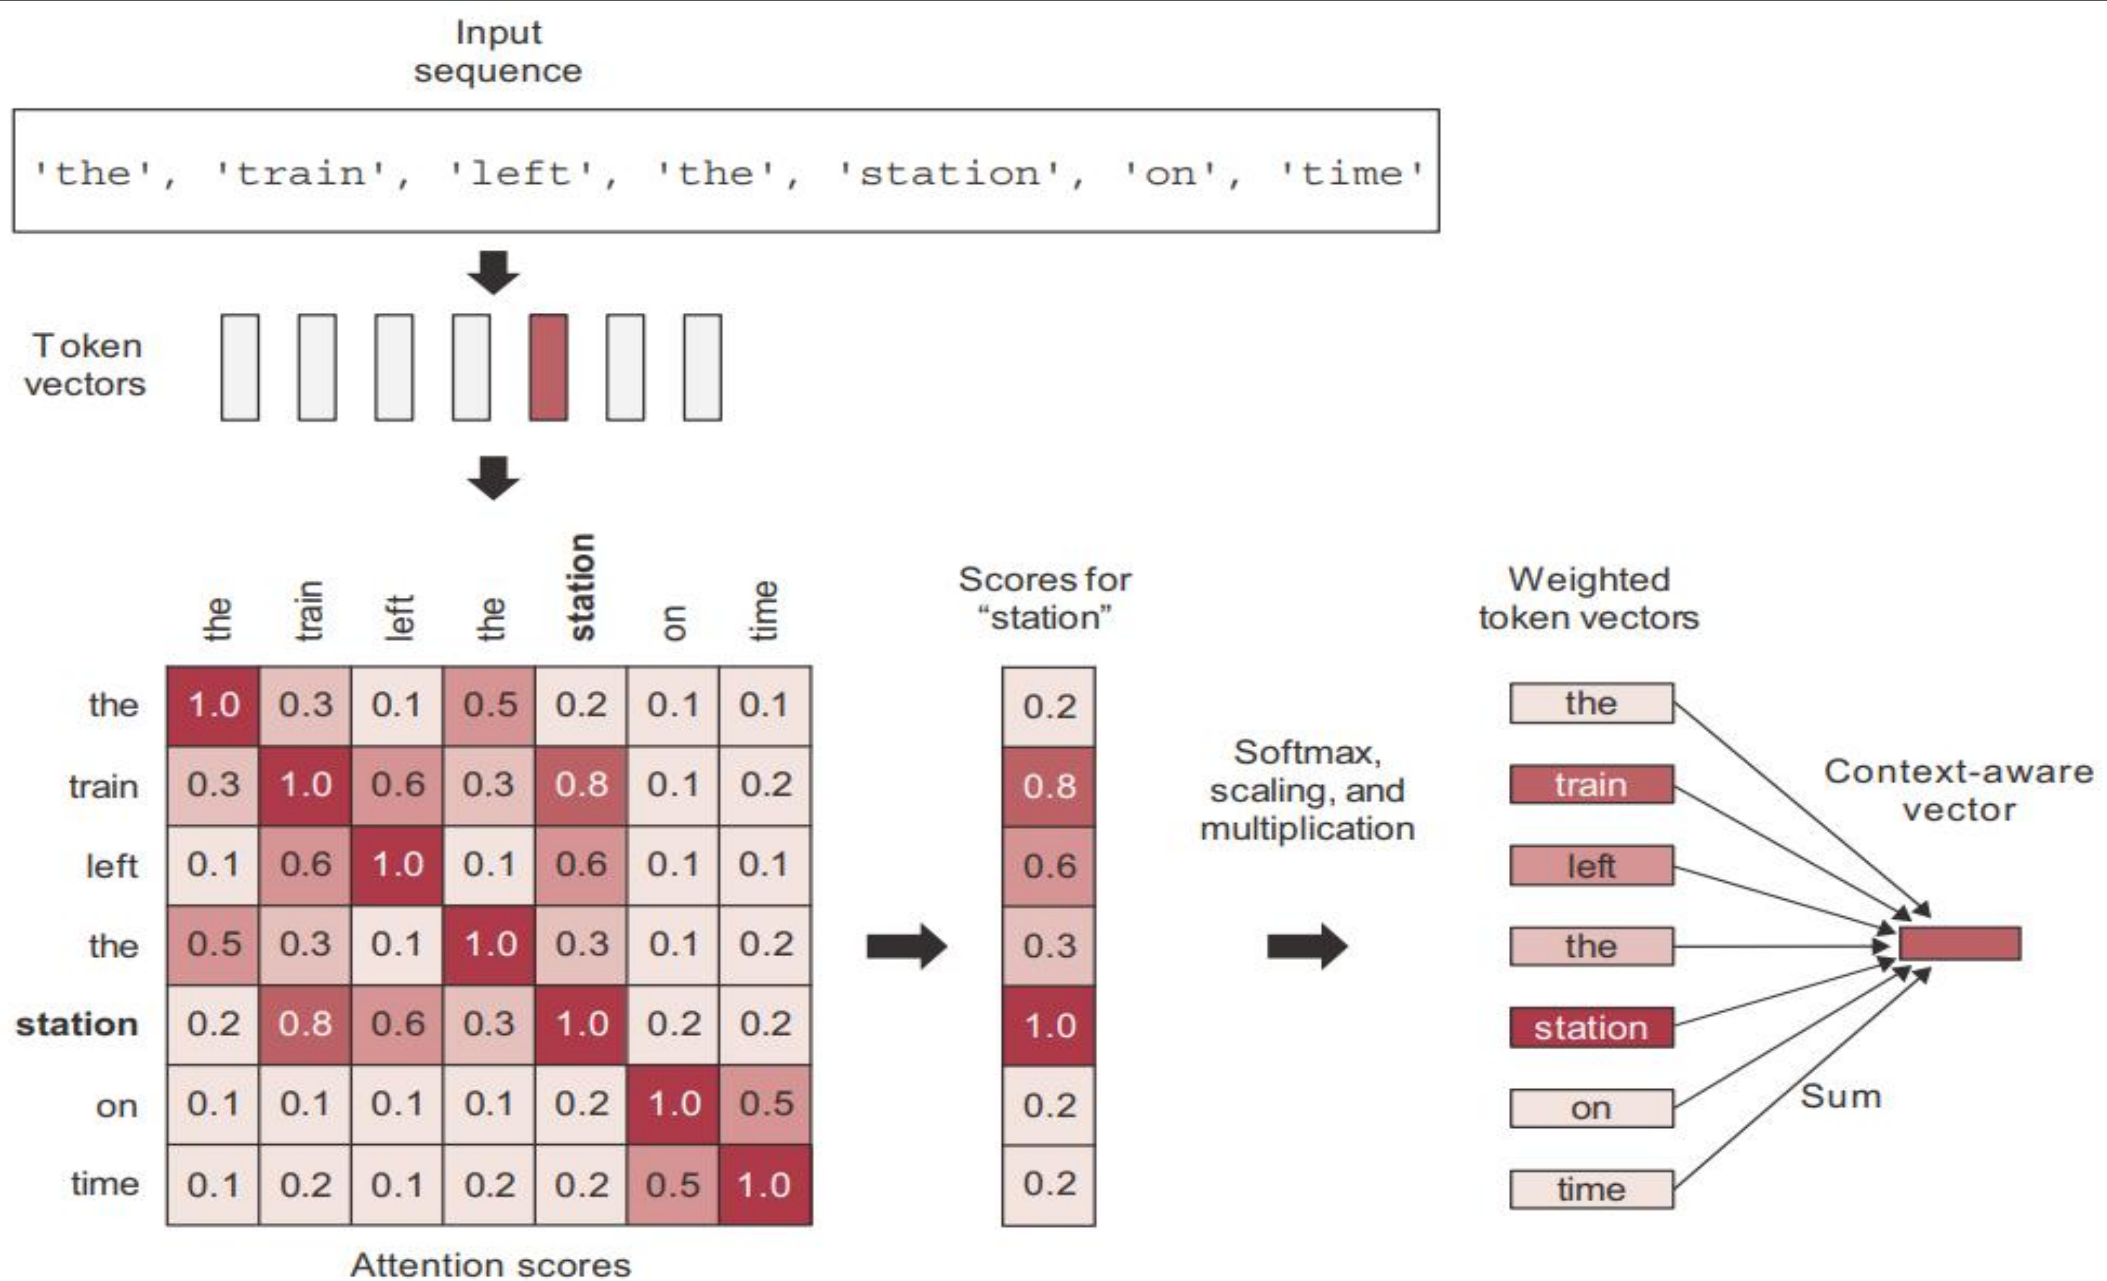 Input
sequence
'the', 'train', 'left', 'the', 'station', 'on', 'time'
Token
vectors
the train left the station on time
the 1.0 0.3 0.1 0.5 0.2 0.1 0.1
train 0.3 1.0 0.6 0.3 0.8 0.1 0.2
left 0.1 0.6 1.0 0.1 0.6 0.1 0.1
the 0.5 0.3 0.1 1.0 0.3 0.1 0.2
station 0.2 0.8 0.6 0.3 1.0 0.2 0.2
on 0.1 0.1 0.1 0.1 0.2 1.0 0.5
time 0.1 0.2 0.1 0.2 0.2 0.5 1.0
Attention scores
Scores for
“station”
0.2
0.8
0.6
0.3
1.0
0.2
0.2
Softmax,
scaling, and
multiplication
Weighted
token vectors
the
train
left
the
station
on
time
Context-aware
vector
Sum